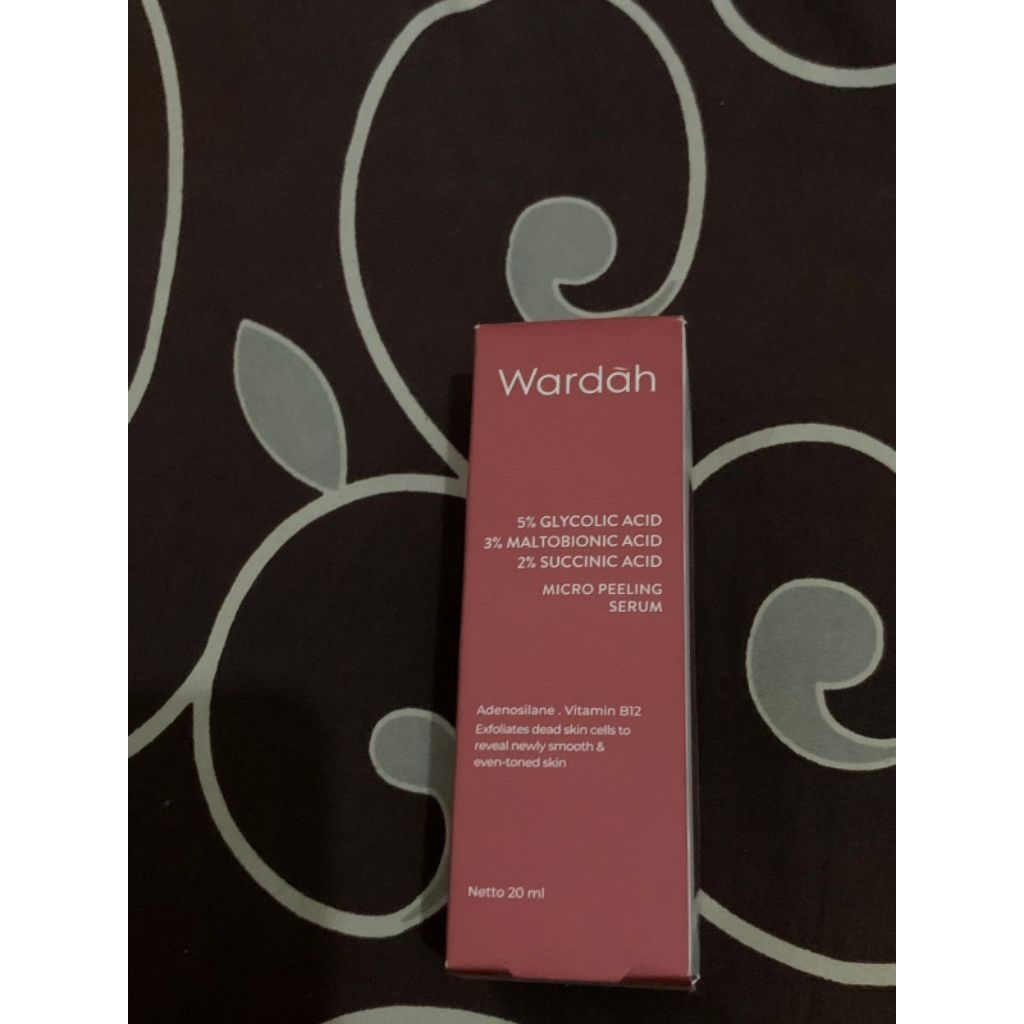 Wardah
5% GLYCOLIC ACID
3% MALTOBIONIC ACID
2% SUCCINIC ACID
MICRO PEELING
SERUM
Adenosilane . Vitamin B12
Exfoliates dead skin cells to
reveal newly smooth &
even-toned skin
Netto 20 ml